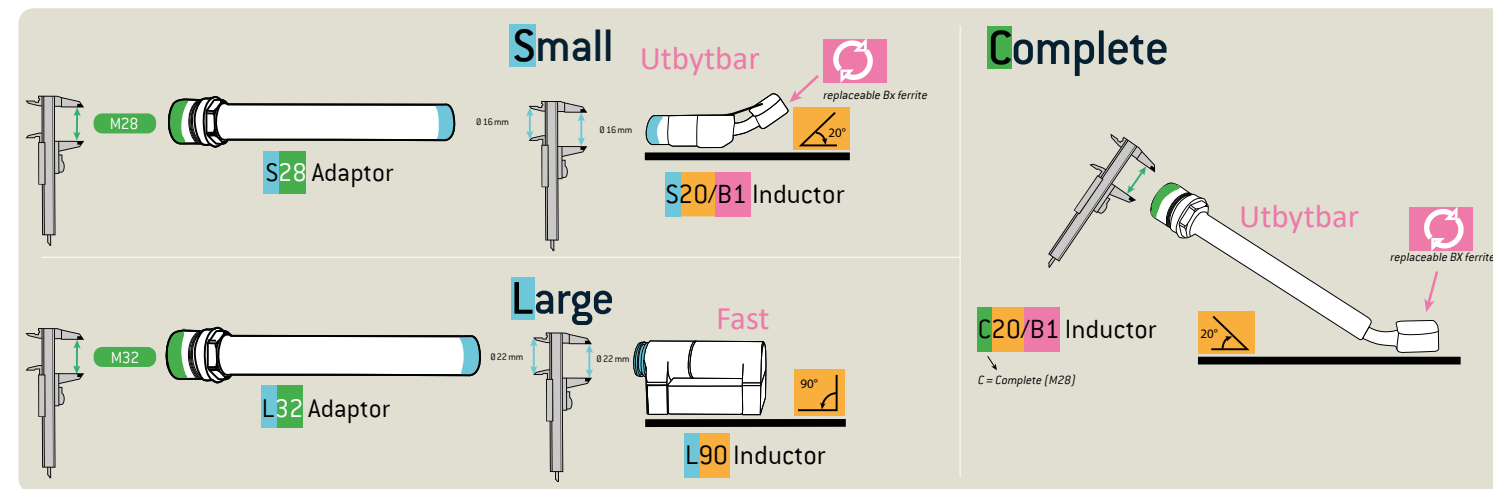 Small
Utbytbar
replaceable Bx ferrite
M28
Ø 16 mm
Ø 16 mm
20°
S28 Adaptor
S20/B1 Inductor
Large
Fast
M32
Ø 22 mm
Ø 22 mm
90°
L32 Adaptor
L90 Inductor
Complete
Utbytbar
replaceable BX ferrite
C20/B1 Inductor
20°
C = Complete (M28)